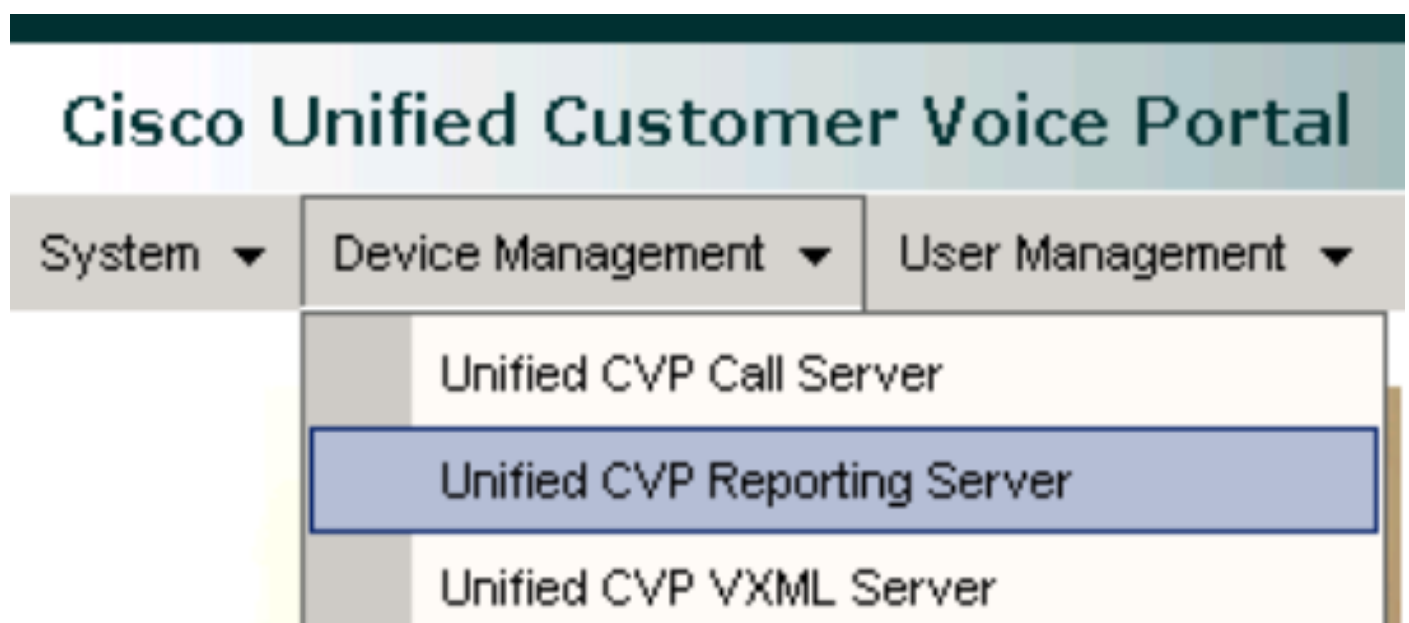 Cisco Unified Customer Voice Portal
System Device Management User Management
Unified CVP Call Server
Unified CVP Reporting Server
Unified CVP VXML Server